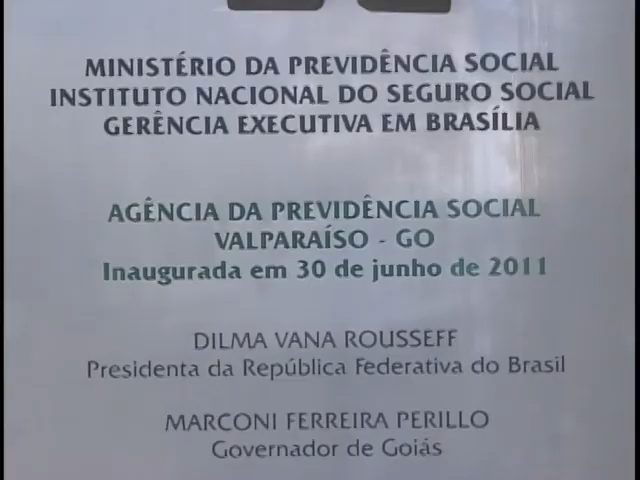 MINISTÉRIO DA PREVIDÊNCIA SOCIAL
INSTITUTO NACIONAL DO SEGURO SOCIAL
GERÊNCIA EXECUTIVA EM BRASÍLIA
AGÊNCIA DA PREVIDÊNCIA SOCIAL
VALPARAÍSO - GO
Inaugurada em 30 de junho de 2011
DILMA VANA ROUSSEFF
Presidenta da República Federativa do Brasil
MARCONI FERREIRA PERILLO
Governador de Goiás